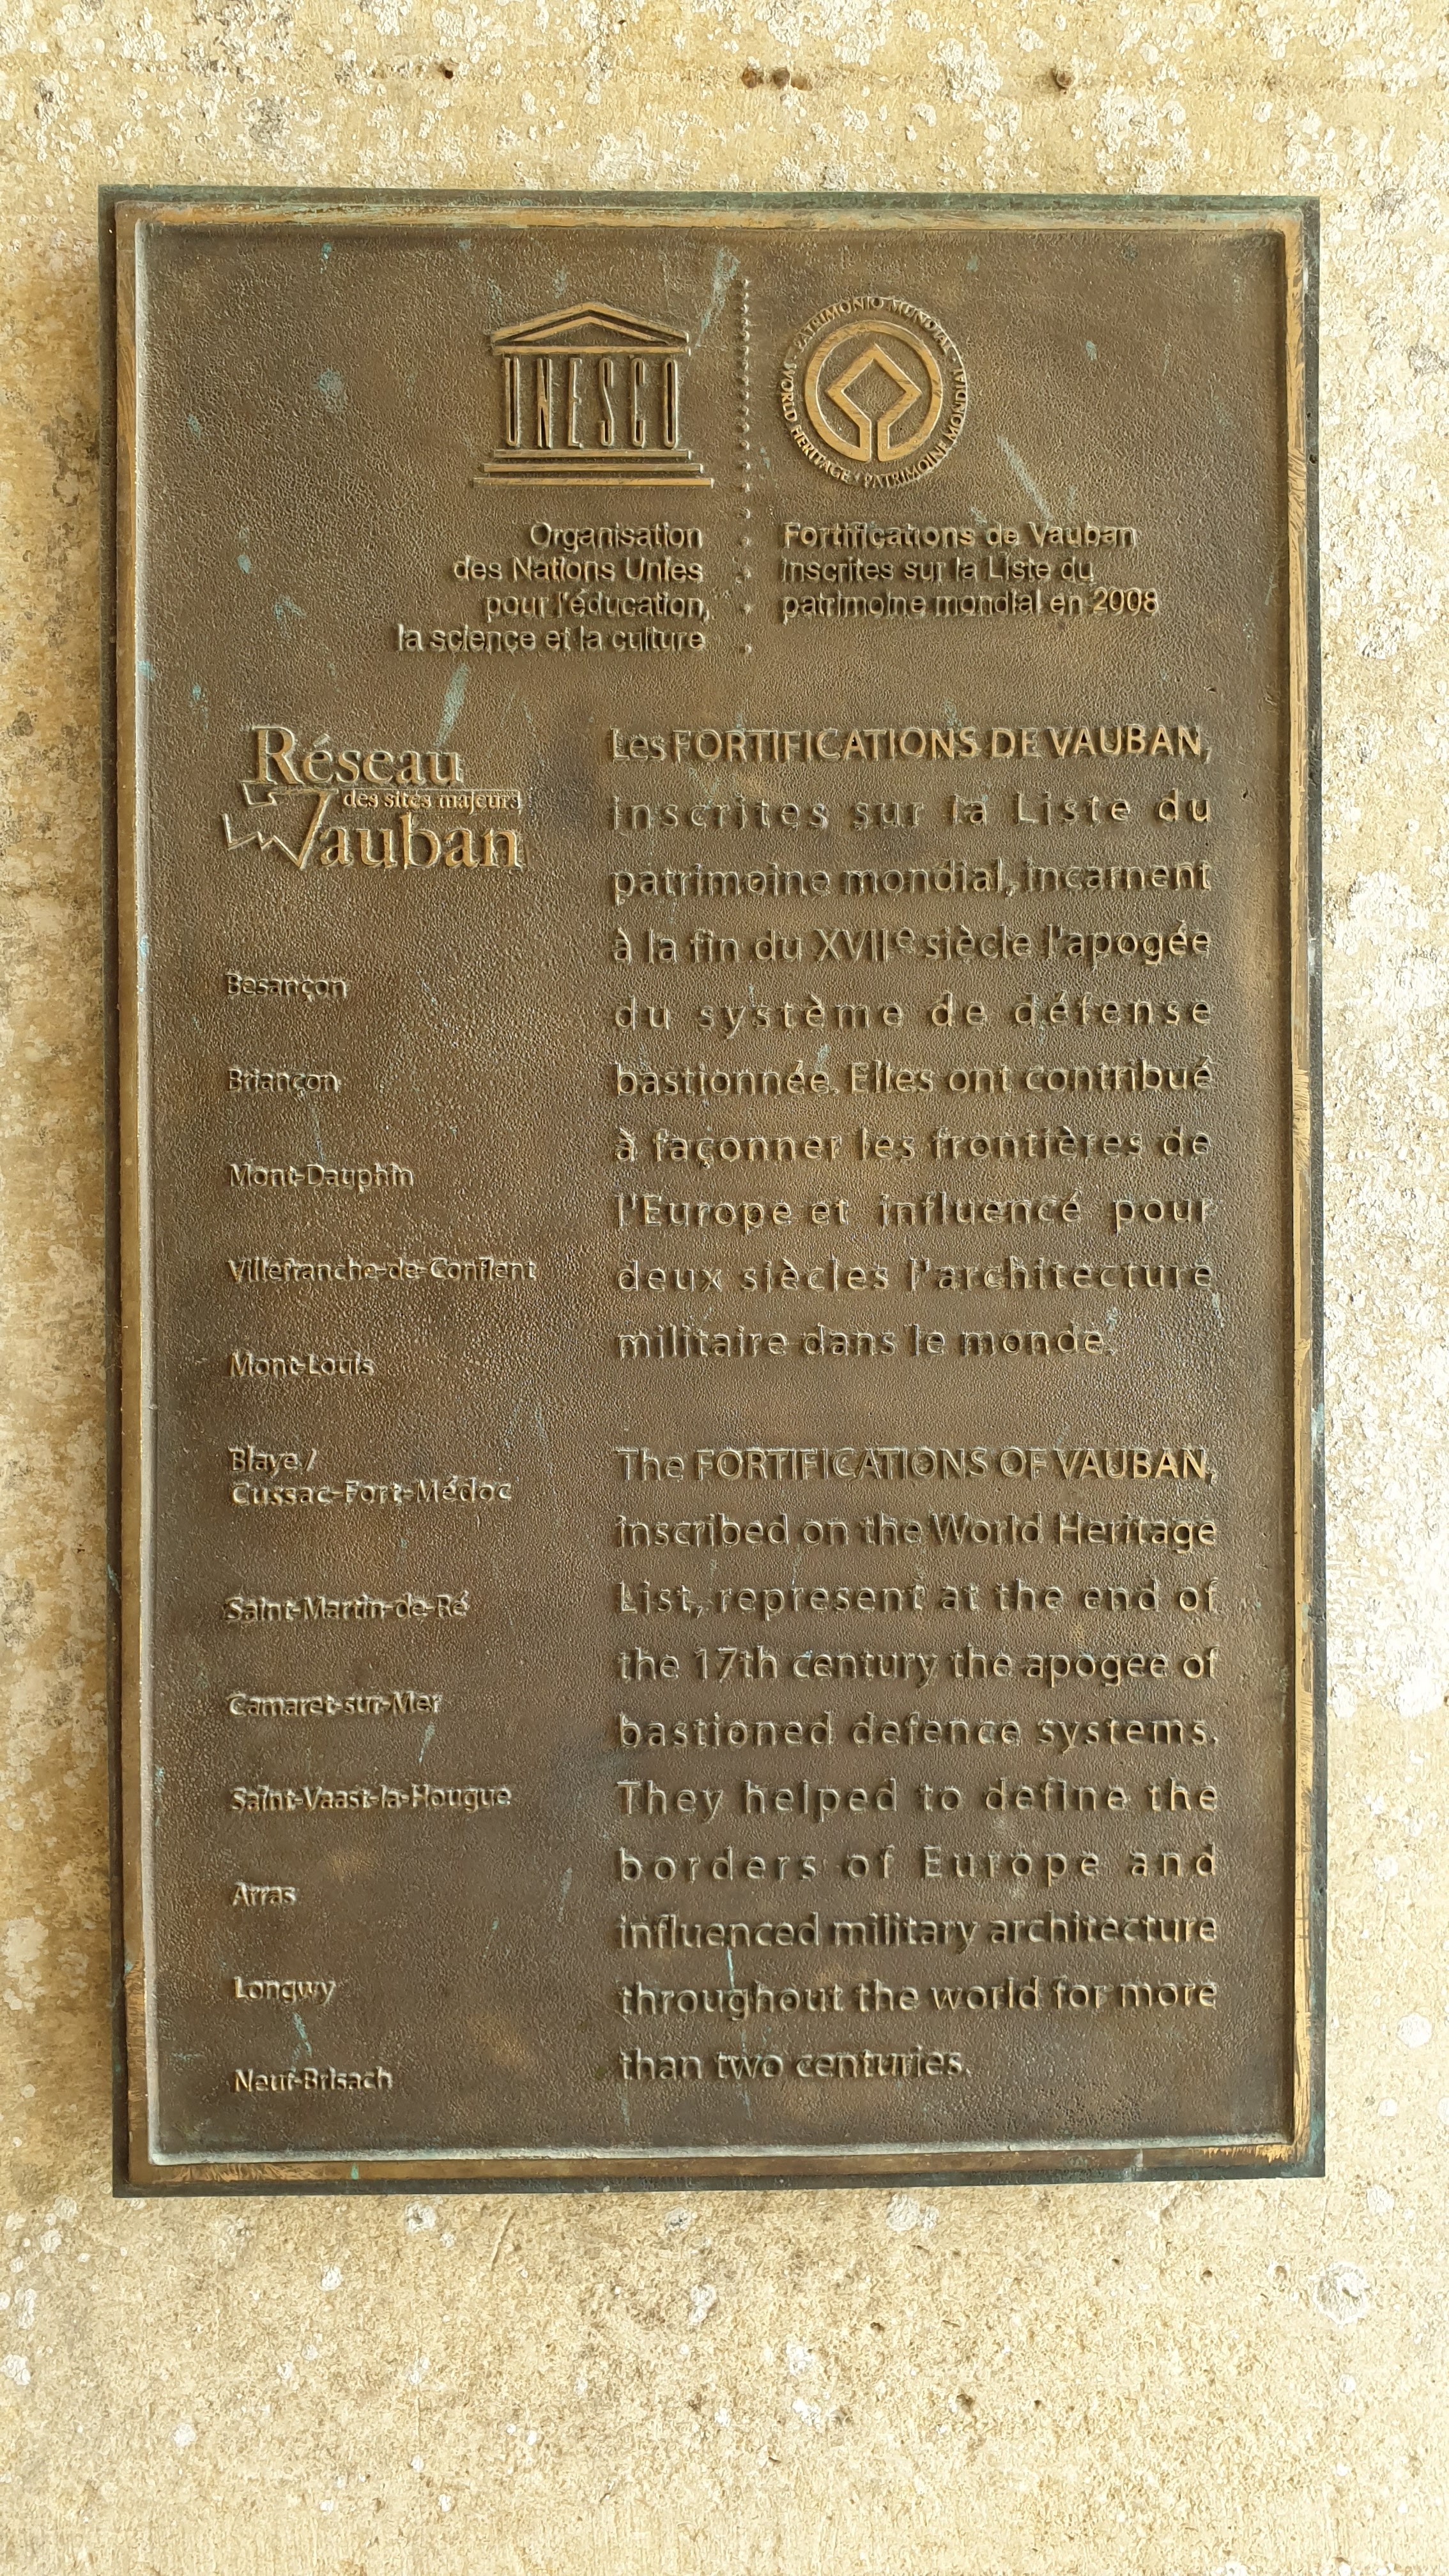 UNESCO
PATRIMONIO MUNDIAL • WORLD HERITAGE • PATRIMOINE MONDIAL
Organisation
des Nations Unies
pour l'éducation,
la science et la culture
Fortifications de Vauban
inscrites sur la Liste du
patrimoine mondial en 2008
Réseau
des sites majeurs
Vauban
Besançon
Briançon
Mont-Dauphin
Villefranche-de-Conflent
Mont-Louis
Blaye /
Cussac-Fort-Médoc
Saint-Martin-de-Ré
Camaret-sur-Mer
Saint-Vaast-la-Hougue
Arras
Longwy
Neuf-Brisach
Les FORTIFICATIONS DE VAUBAN,
inscrites sur la Liste du
patrimoine mondial, incarnent
à la fin du XVIIe siècle l'apogée
du système de défense
bastionnée. Elles ont contribué
à façonner les frontières de
l'Europe et influencé pour
deux siècles l'architecture
militaire dans le monde.
The FORTIFICATIONS OF VAUBAN,
inscribed on the World Heritage
List, represent at the end of
the 17th century the apogee of
bastioned defence systems.
They helped to define the
borders of Europe and
influenced military architecture
throughout the world for more
than two centuries.